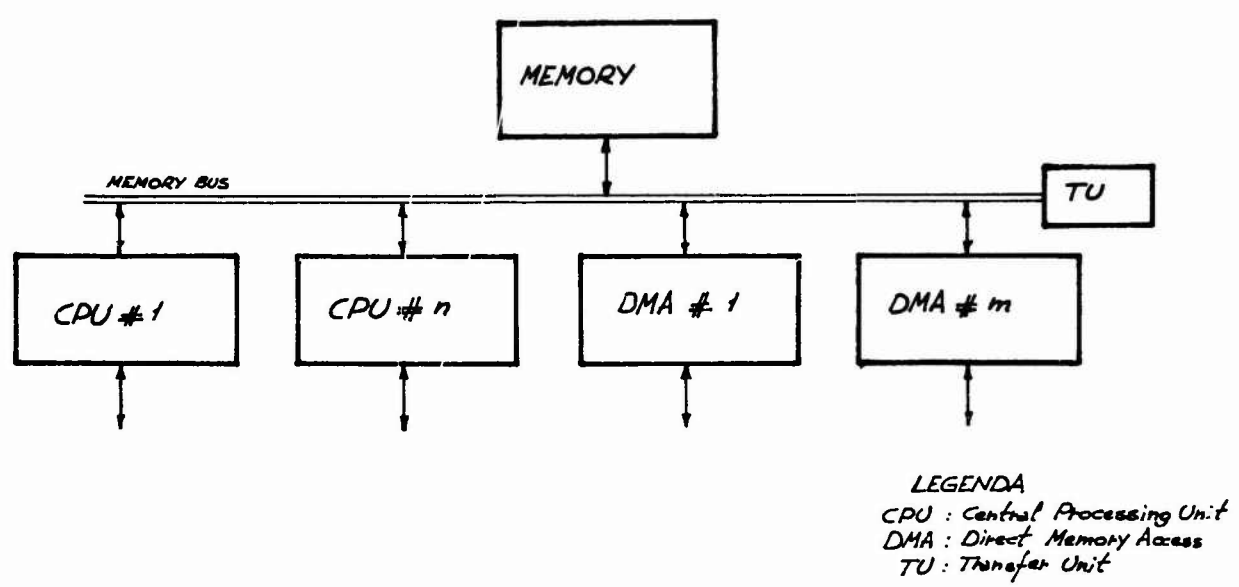 MEMORY
MEMORY BUS
TU
CPU # 1
CPU # n
DMA # 1
DMA # m
LEGENDA
CPU : Central Processing Unit
DMA : Direct Memory Access
TU : Transfer Unit